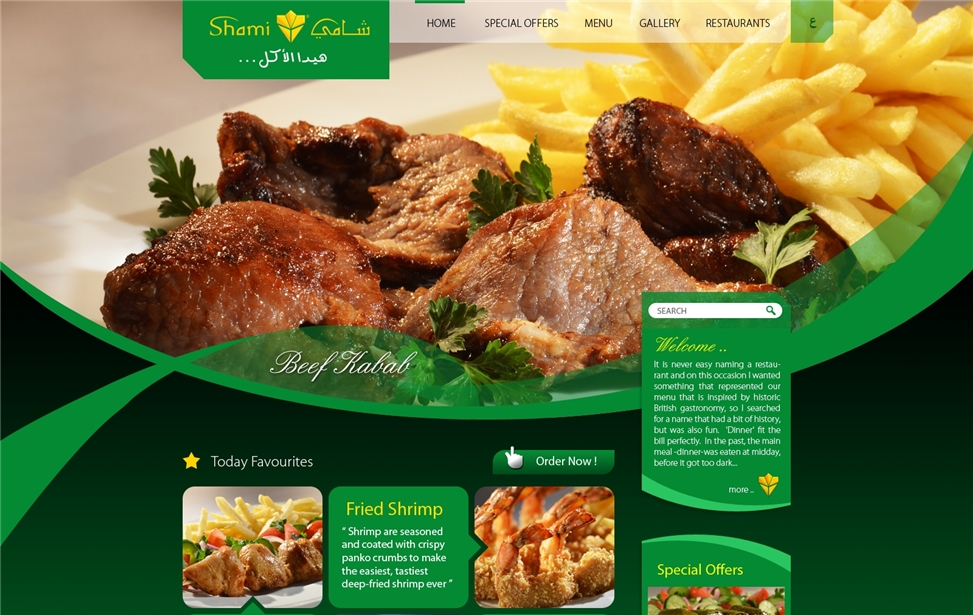 Shami شامي
هيدا الأكل...
HOME SPECIAL OFFERS MENU GALLERY RESTAURANTS ع
Beef Kabab
SEARCH
Welcome ..
It is never easy naming a restau-
rant and on this occasion I wanted
something that represented our
menu that is inspired by historic
British gastronomy, so I searched
for a name that had a bit of history,
but was also fun. 'Dinner' fit the
bill perfectly. In the past, the main
meal -dinner-was eaten at midday,
before it got too dark...
more ..
Today Favourites
Order Now !
Fried Shrimp
“ Shrimp are seasoned
and coated with crispy
panko crumbs to make
the easiest, tastiest
deep-fried shrimp ever ”
Special Offers